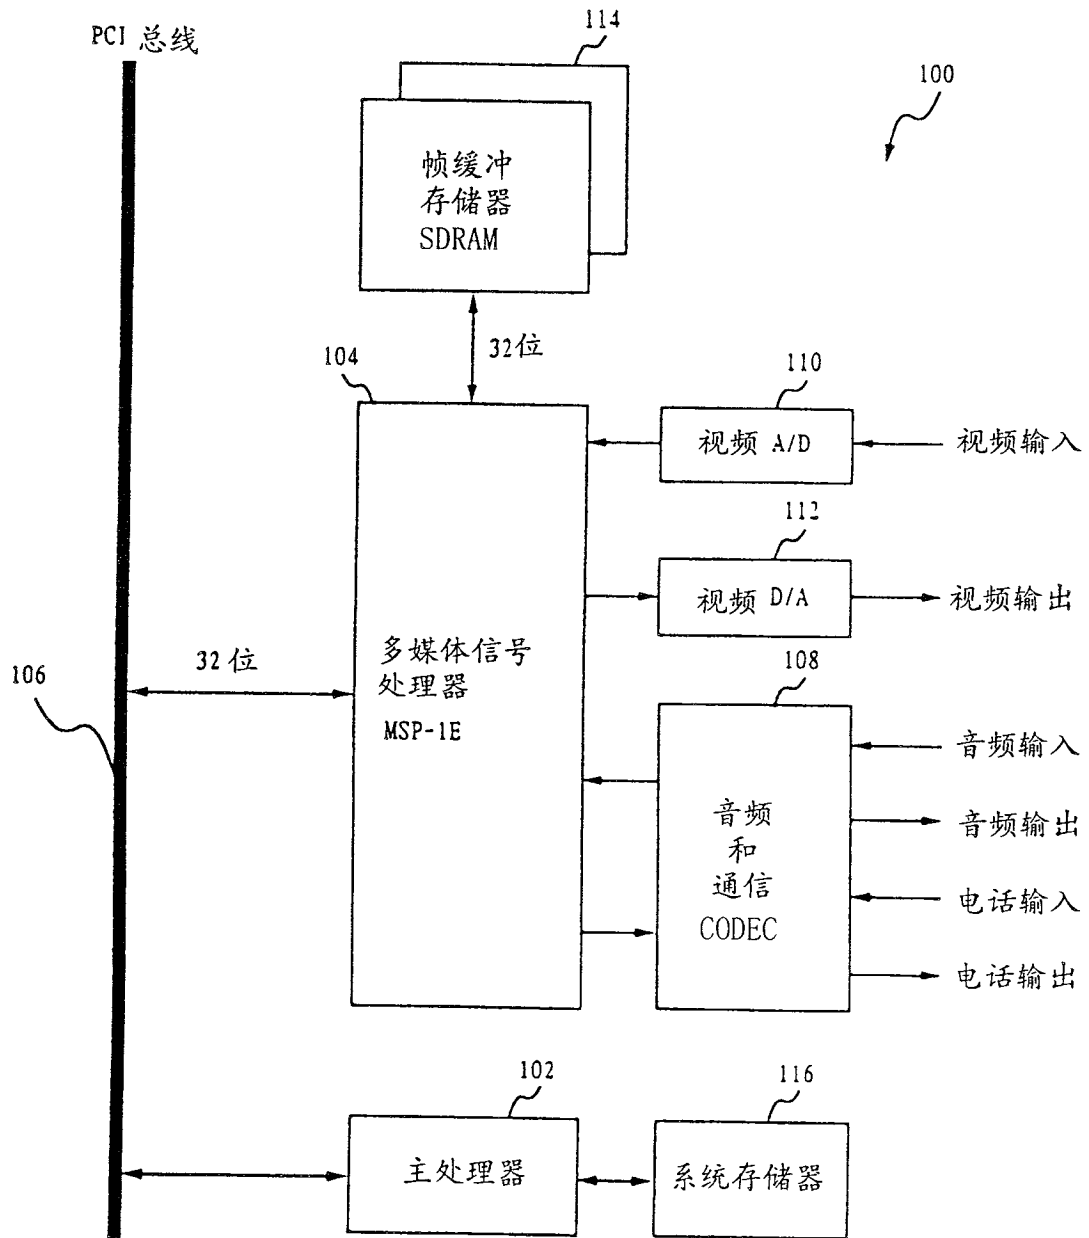 PCI 总线
114
100
帧缓冲
存储器
SDRAM
32位
104
110
视频 A/D
视频输入
112
视频 D/A
视频输出
106
32位
多媒体信号
处理器
MSP-1E
108
音频输入
音频
和
通信
CODEC
音频输出
电话输入
电话输出
102
116
主处理器
系统存储器